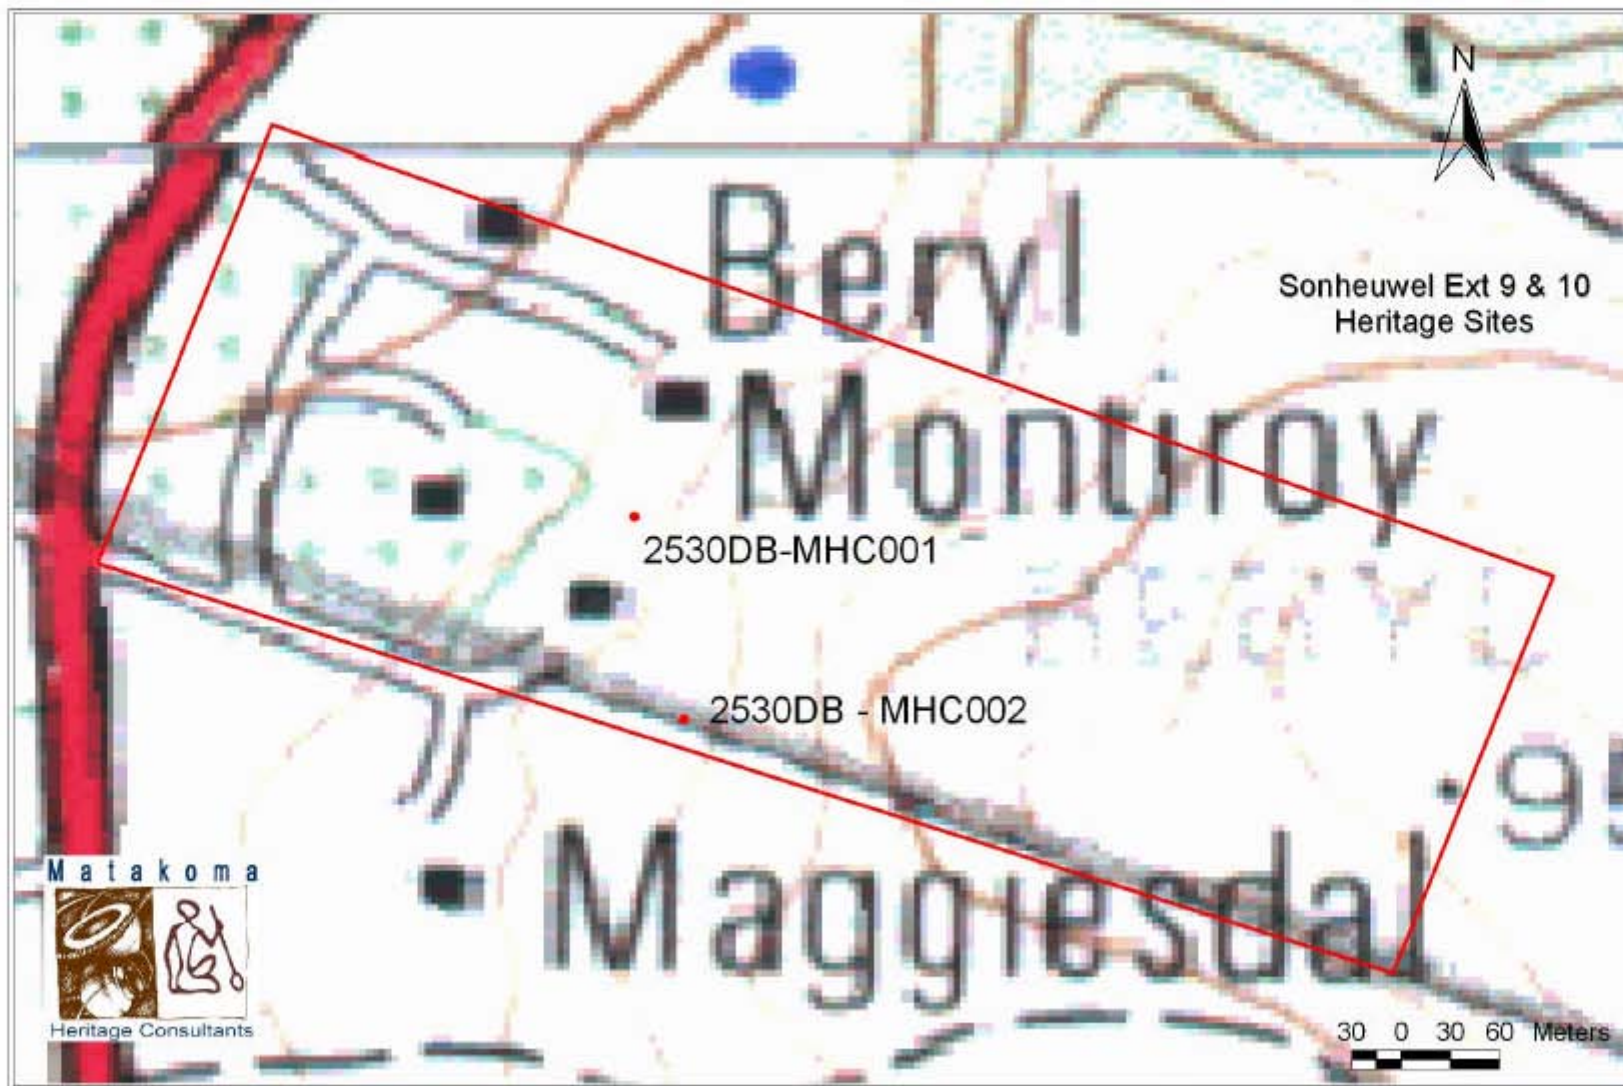 N
Beryl
Sonheuwel Ext 9 & 10
Heritage Sites
Montroy
2530DB-MHC001
2530DB - MHC002
Maggiesdal
Matakoma
Heritage Consultants
30 0 30 60 Meters